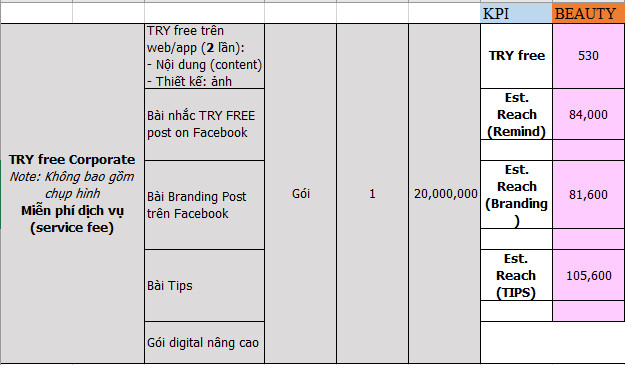 KPI BEAUTY
TRY free Corporate
Note: Không bao gồm
chụp hình
Miễn phí dịch vụ
(service fee)
TRY free trên
web/app (2 lần):
- Nội dung (content)
- Thiết kế: ảnh
Bài nhắc TRY FREE
post on Facebook
Bài Branding Post
trên Facebook
Bài Tips
Gói digital nâng cao
Gói
1
20,000,000
TRY free
530
Est.
Reach
(Remind)
84,000
Est.
Reach
(Branding
)
81,600
Est.
Reach
(TIPS)
105,600